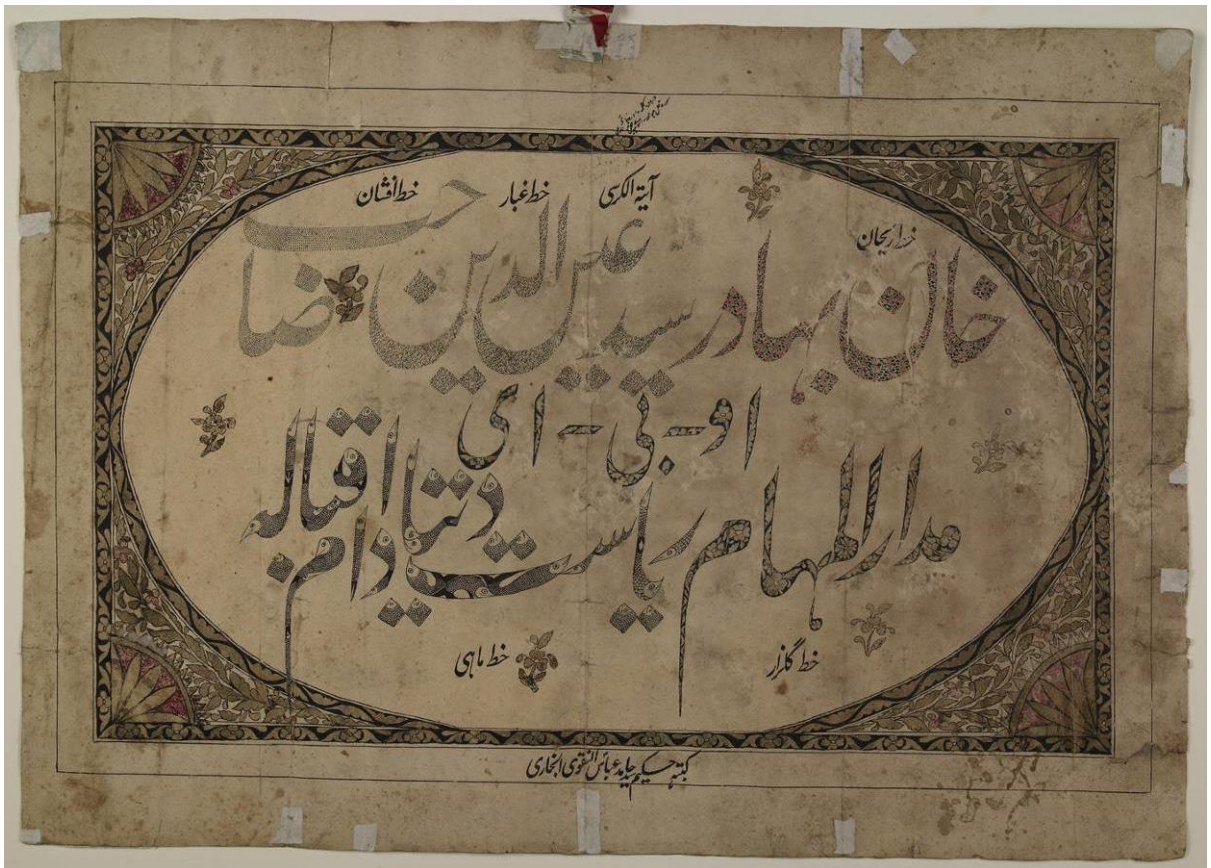 آیة الکرسی خط غبار خط افشان
خط ریحان
خان بہادر سید عین الدین صاحب
او - بی - ای
مدار المہام ریاست دتیا دام اقبالہ
خط گلزار خط ماہی
کتبہ حکیم سید حامد عباس النقوی البخاری